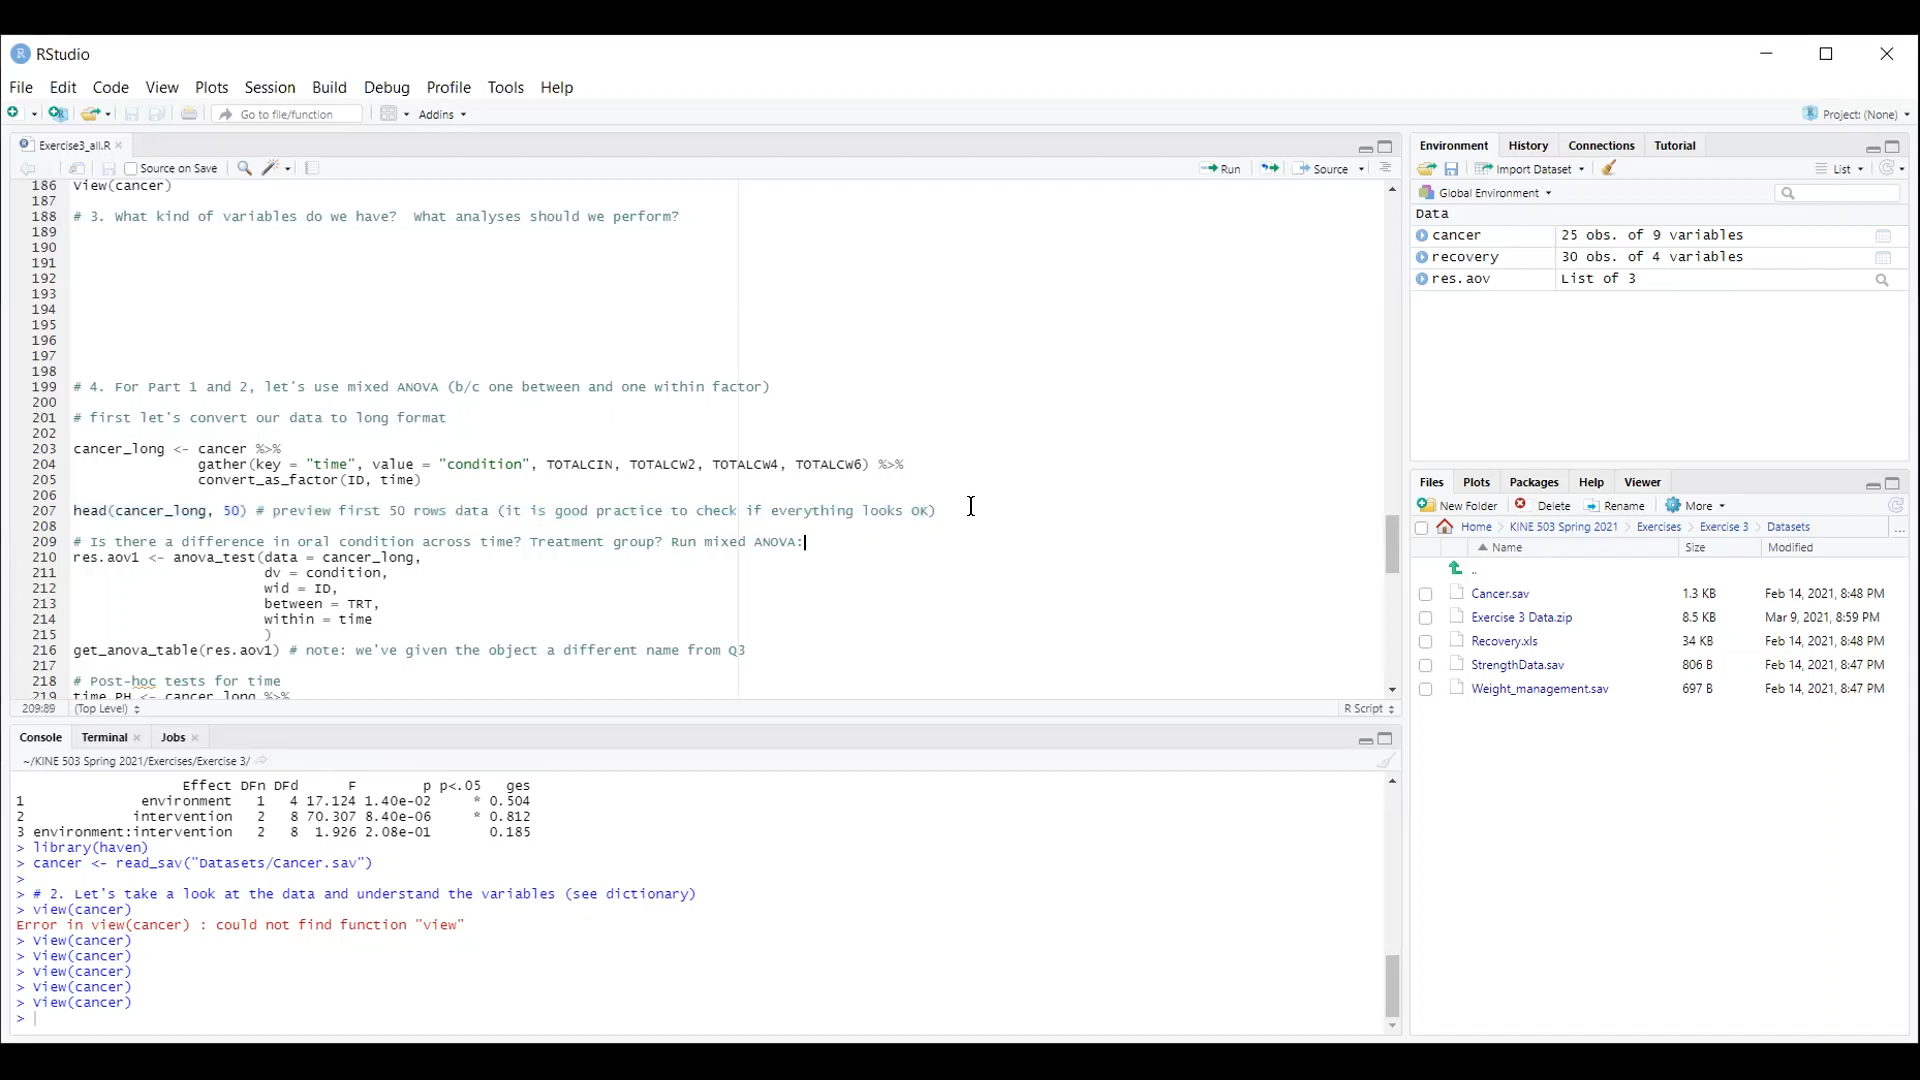 RStudio
File Edit Code View Plots Session Build Debug Profile Tools Help
Go to file/function Addins Project: (None)
Exercise3_all.R
Source on Save Run Source
186 View(cancer)
187
188 # 3. What kind of variables do we have?  What analyses should we perform?
189
190
191
192
193
194
195
196
197
198
199 # 4. For Part 1 and 2, let's use mixed ANOVA (b/c one between and one within factor)
200
201 # first let's convert our data to long format
202
203 cancer_long <- cancer %>%
204 gather(key = "time", value = "condition", TOTALCIN, TOTALCW2, TOTALCW4, TOTALCW6) %>%
205 convert_as_factor(ID, time)
206
207 head(cancer_long, 50) # preview first 50 rows data (it is good practice to check if everything looks OK)
208
209 # Is there a difference in oral condition across time? Treatment group? Run mixed ANOVA:
210 res.aov1 <- anova_test(data = cancer_long,
211 dv = condition,
212 wid = ID,
213 between = TRT,
214 within = time
215 )
216 get_anova_table(res.aov1) # note: we've given the object a different name from Q3
217
218 # Post-hoc tests for time
219 time_PH <- cancer_long %>%
209:89 (Top Level) R Script
Console Terminal Jobs
~/KINE 503 Spring 2021/Exercises/Exercise 3/
Effect DFn DFd F p p<.05 ges
1 environment 1 4 17.124 1.40e-02 * 0.504
2 intervention 2 8 70.307 8.40e-06 * 0.812
3 environment:intervention 2 8 1.926 2.08e-01 0.185
> library(haven)
> cancer <- read_sav("Datasets/Cancer.sav")
>
> # 2. Let's take a look at the data and understand the variables (see dictionary)
> view(cancer)
Error in view(cancer) : could not find function "view"
> View(cancer)
> View(cancer)
> View(cancer)
> View(cancer)
> View(cancer)
>
Environment History Connections Tutorial
Import Dataset List
Global Environment
Data
cancer 25 obs. of 9 variables
recovery 30 obs. of 4 variables
res.aov List of 3
Files Plots Packages Help Viewer
New Folder Delete Rename More
Home KINE 503 Spring 2021 Exercises Exercise 3 Datasets ...
Name Size Modified
..
Cancer.sav 1.3 KB Feb 14, 2021, 8:48 PM
Exercise 3 Data.zip 8.5 KB Mar 9, 2021, 8:59 PM
Recovery.xls 34 KB Feb 14, 2021, 8:48 PM
StrengthData.sav 806 B Feb 14, 2021, 8:47 PM
Weight_management.sav 697 B Feb 14, 2021, 8:47 PM